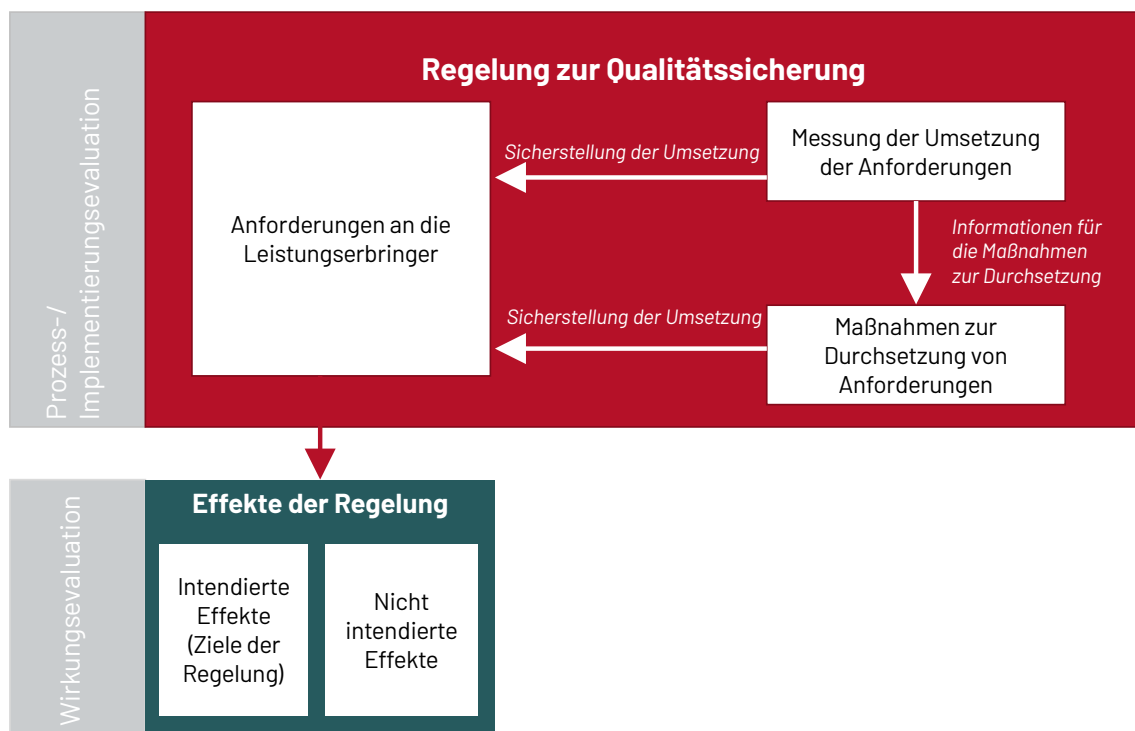 Prozess-/
Implementierungsevaluation
Regelung zur Qualitätssicherung
Anforderungen an die
Leistungserbringer
Sicherstellung der Umsetzung
Messung der Umsetzung
der Anforderungen
Informationen für
die Maßnahmen
zur Durchsetzung
Sicherstellung der Umsetzung
Maßnahmen zur
Durchsetzung von
Anforderungen
Wirkungsevaluation
Effekte der Regelung
Intendierte
Effekte
(Ziele der
Regelung)
Nicht
intendierte
Effekte